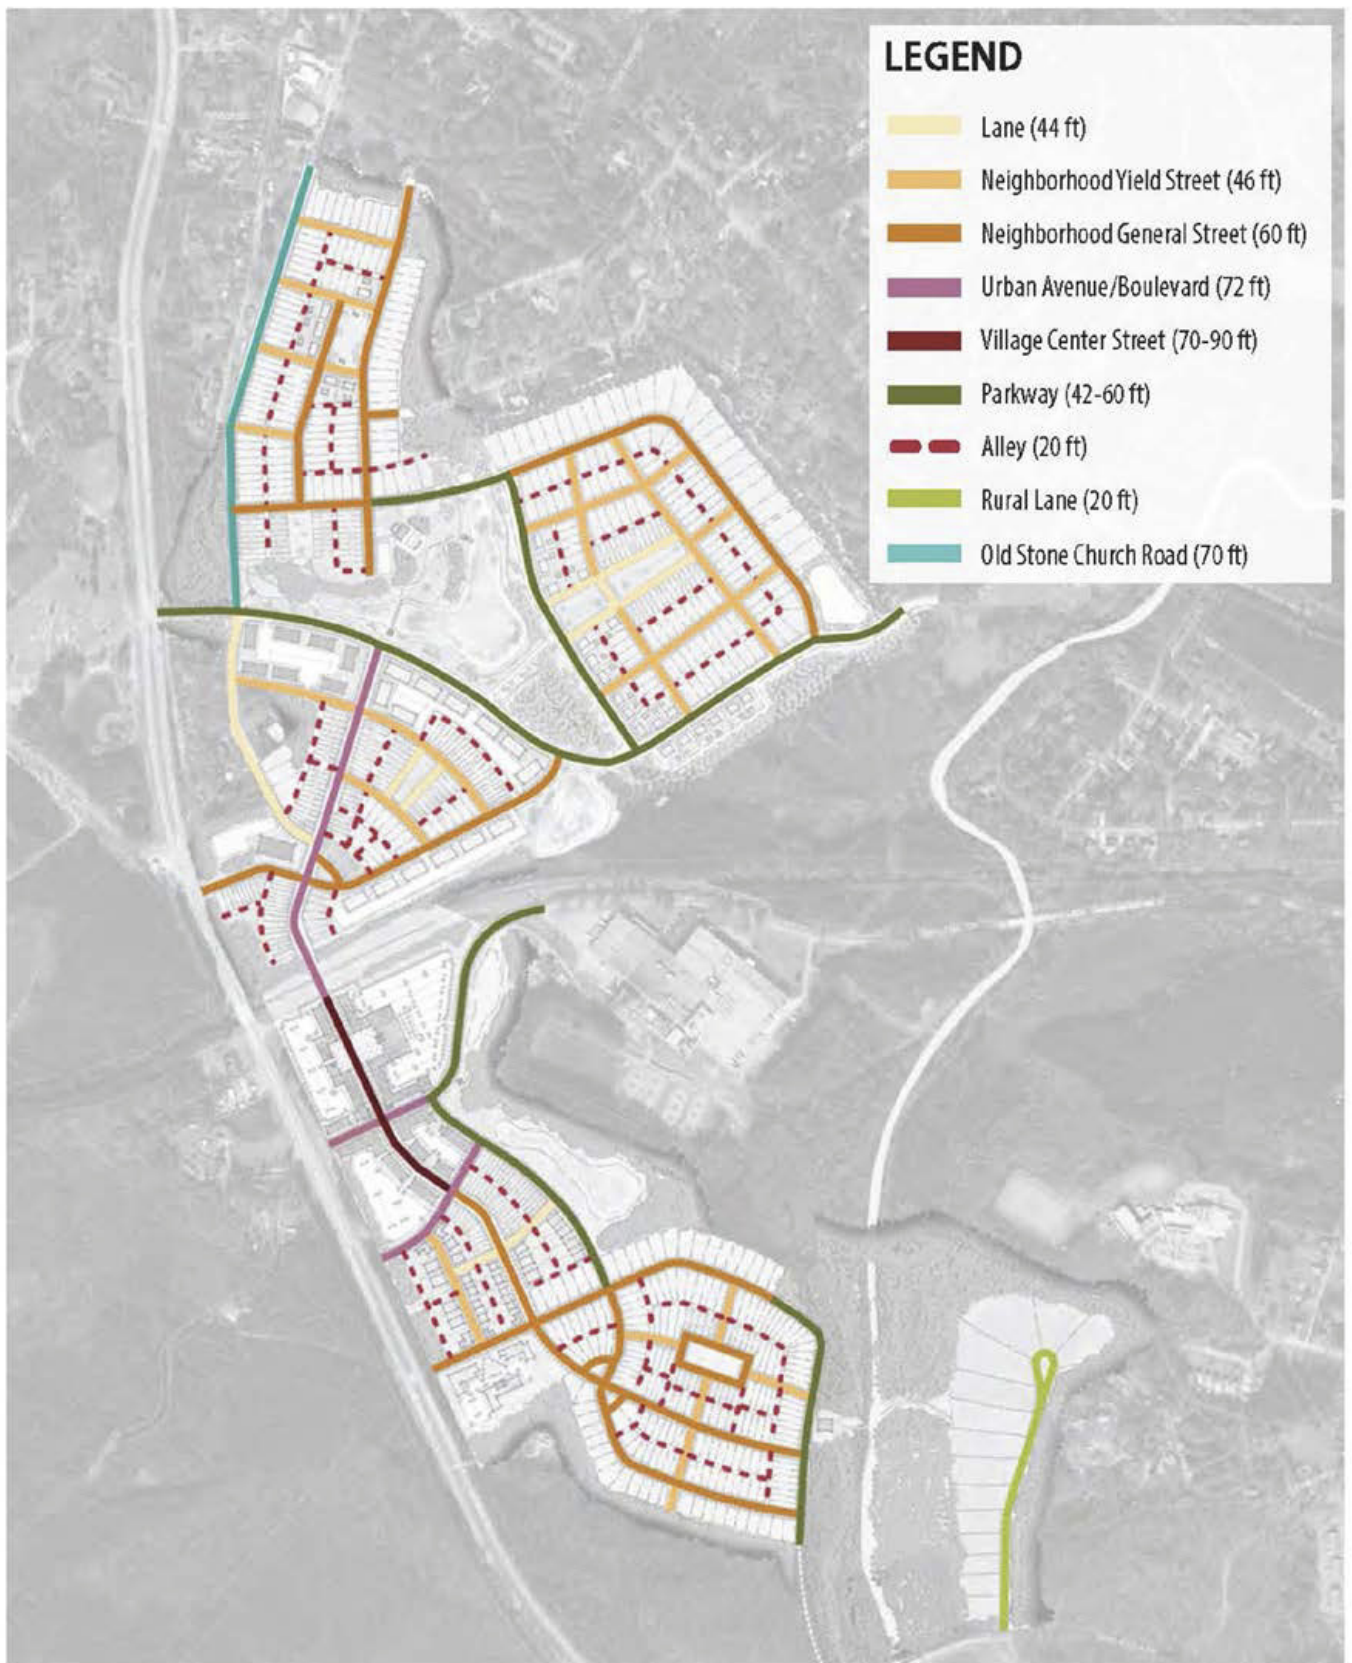 LEGEND
Lane (44 ft)
Neighborhood Yield Street (46 ft)
Neighborhood General Street (60 ft)
Urban Avenue/Boulevard (72 ft)
Village Center Street (70-90 ft)
Parkway (42-60 ft)
Alley (20 ft)
Rural Lane (20 ft)
Old Stone Church Road (70 ft)